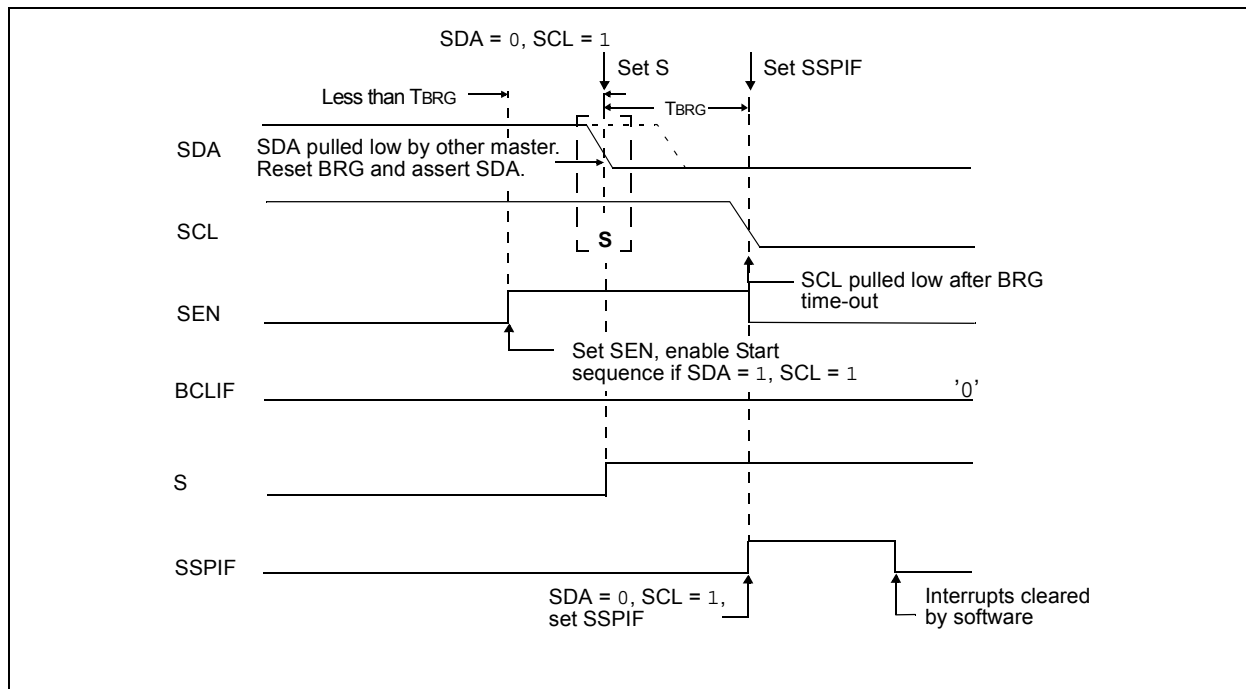 SDA = 0, SCL = 1
Set S
Set SSPIF
Less than TBRG
TBRG
SDA
SDA pulled low by other master.
Reset BRG and assert SDA.
SCL
S
SCL pulled low after BRG
time-out
SEN
Set SEN, enable Start
sequence if SDA = 1, SCL = 1
BCLIF
’0’
S
SSPIF
SDA = 0, SCL = 1,
set SSPIF
Interrupts cleared
by software